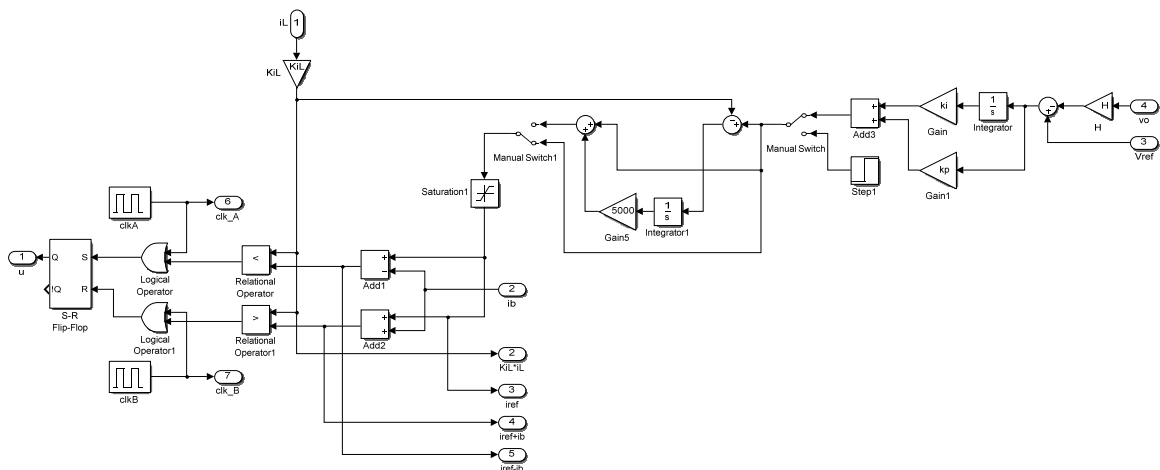 iL
1
KiL
KiL
ki
Gain
1
s
Integrator
H
H
4
vo
3
Vref
Add3
Manual Switch
Manual Switch1
kp
Gain1
Step1
Saturation1
5000
Gain5
1
s
Integrator1
clkA
6
clk_A
1
u
Q
S
!Q
R
S-R
Flip-Flop
Logical
Operator
<
Relational
Operator
Add1
2
ib
Logical
Operator1
>
Relational
Operator1
Add2
clkB
7
clk_B
2
KiL*iL
3
iref
4
iref+ib
5
iref-ib